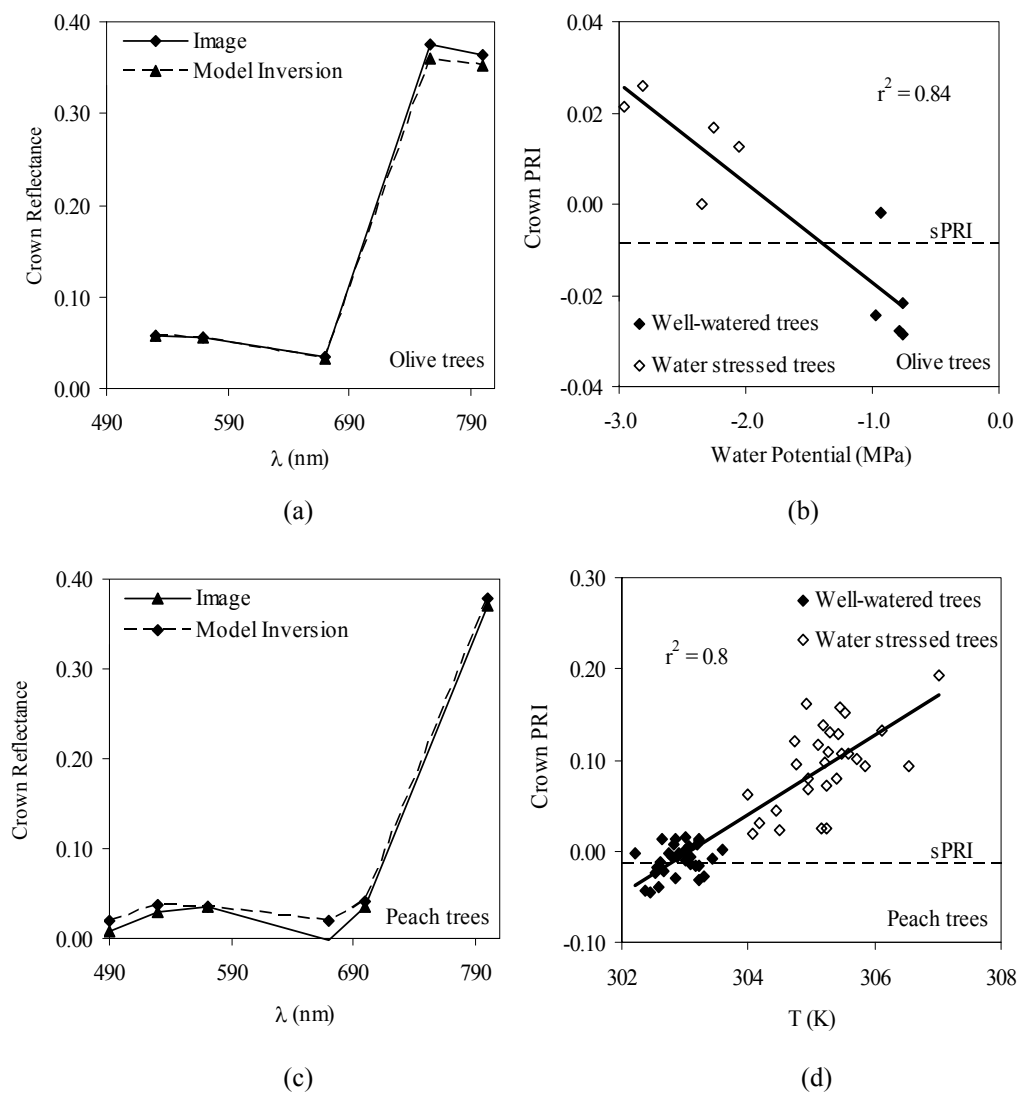 0.40
0.30
0.20
0.10
0.00
Crown Reflectance
Image
Model Inversion
Olive trees
490 590 690 790
λ (nm)
(a)
0.04
0.02
0.00
-0.02
-0.04
Crown PRI
r² = 0.84
sPRI
Well-watered trees
Water stressed trees
Olive trees
-3.0 -2.0 -1.0 0.0
Water Potential (MPa)
(b)
0.40
0.30
0.20
0.10
0.00
Crown Reflectance
Image
Model Inversion
Peach trees
490 590 690 790
λ (nm)
(c)
0.30
0.20
0.10
0.00
-0.10
Crown PRI
Well-watered trees
Water stressed trees
r² = 0.8
sPRI
Peach trees
302 304 306 308
T (K)
(d)